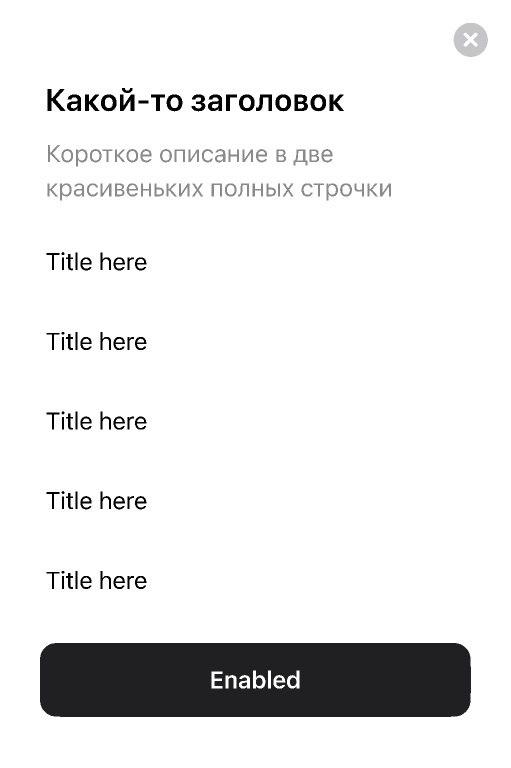 Какой-то заголовок
Короткое описание в две
красивеньких полных строчки
Title here
Title here
Title here
Title here
Title here
Enabled